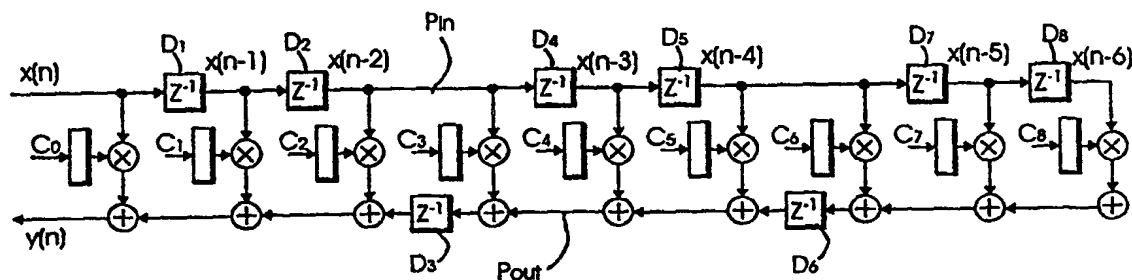 Pin
D1 D2 D4 D5 D7 D8
x(n) x(n-1) x(n-2) x(n-3) x(n-4) x(n-5) x(n-6)
Z-1 Z-1 Z-1 Z-1 Z-1 Z-1
C0 C1 C2 C3 C4 C5 C6 C7 C8
Z-1 Z-1
y(n) D3 Pout D6